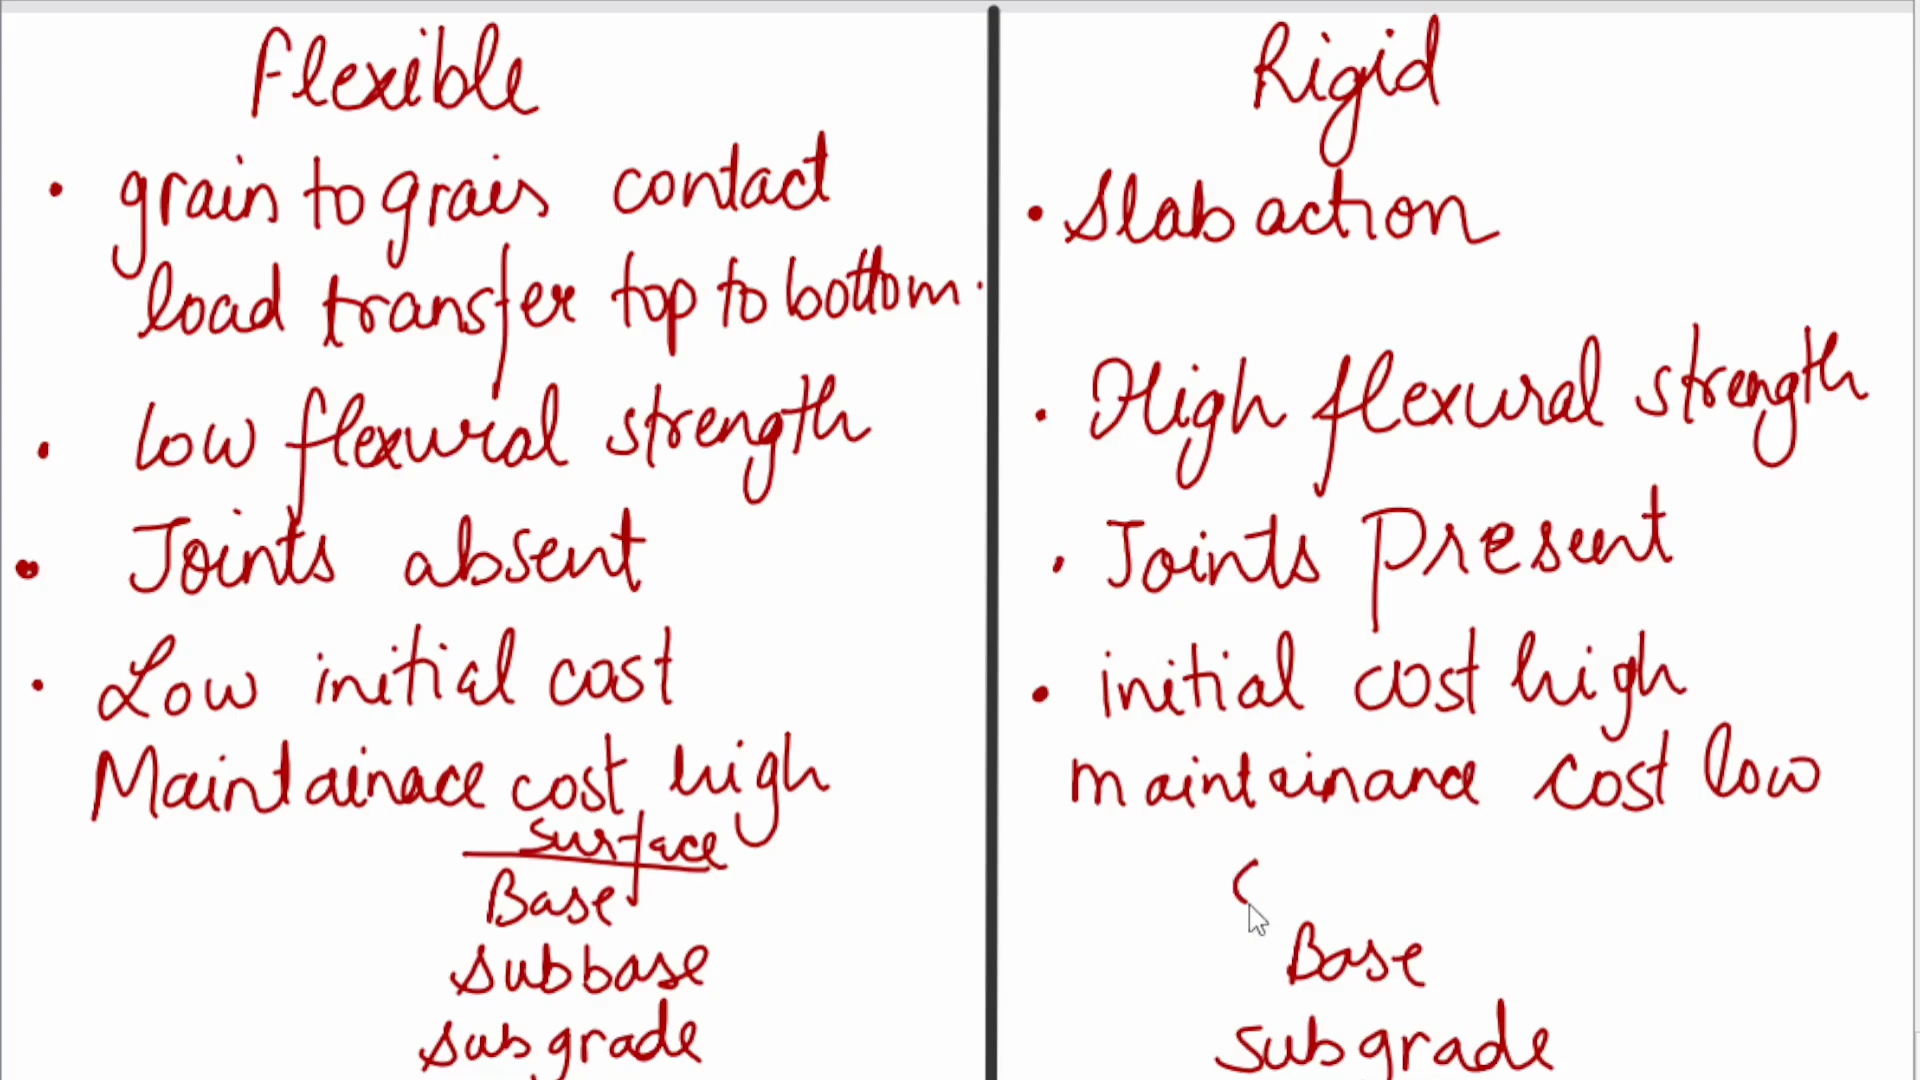 Flexible
• grain to grain contact
load transfer top to bottom.
• low flexural strength
• Joints absent
• Low initial cost
Maintainace cost high
surface
Base
subbase
subgrade
Rigid
• Slab action
• High flexural strength
• Joints Present
• initial cost high
maintainance cost low
C
Base
subgrade